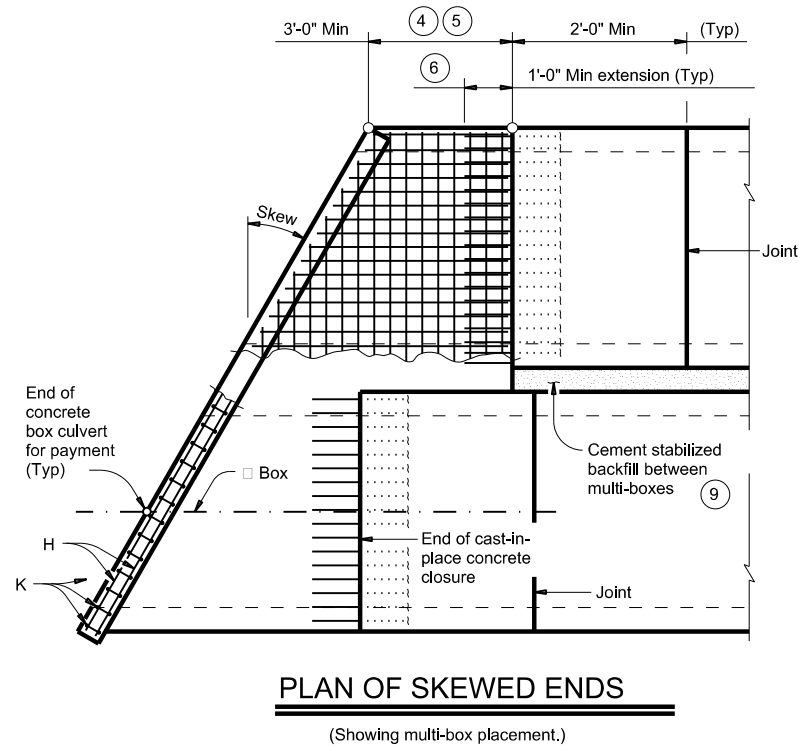 3'-0" Min
4
5
2'-0" Min
(Typ)
6
1'-0" Min extension (Typ)
Skew
Joint
End of
concrete
box culvert
for payment
(Typ)
□ Box
Cement stabilized
backfill between
multi-boxes
9
H
End of cast-in-
place concrete
closure
K
Joint
PLAN OF SKEWED ENDS
(Showing multi-box placement.)